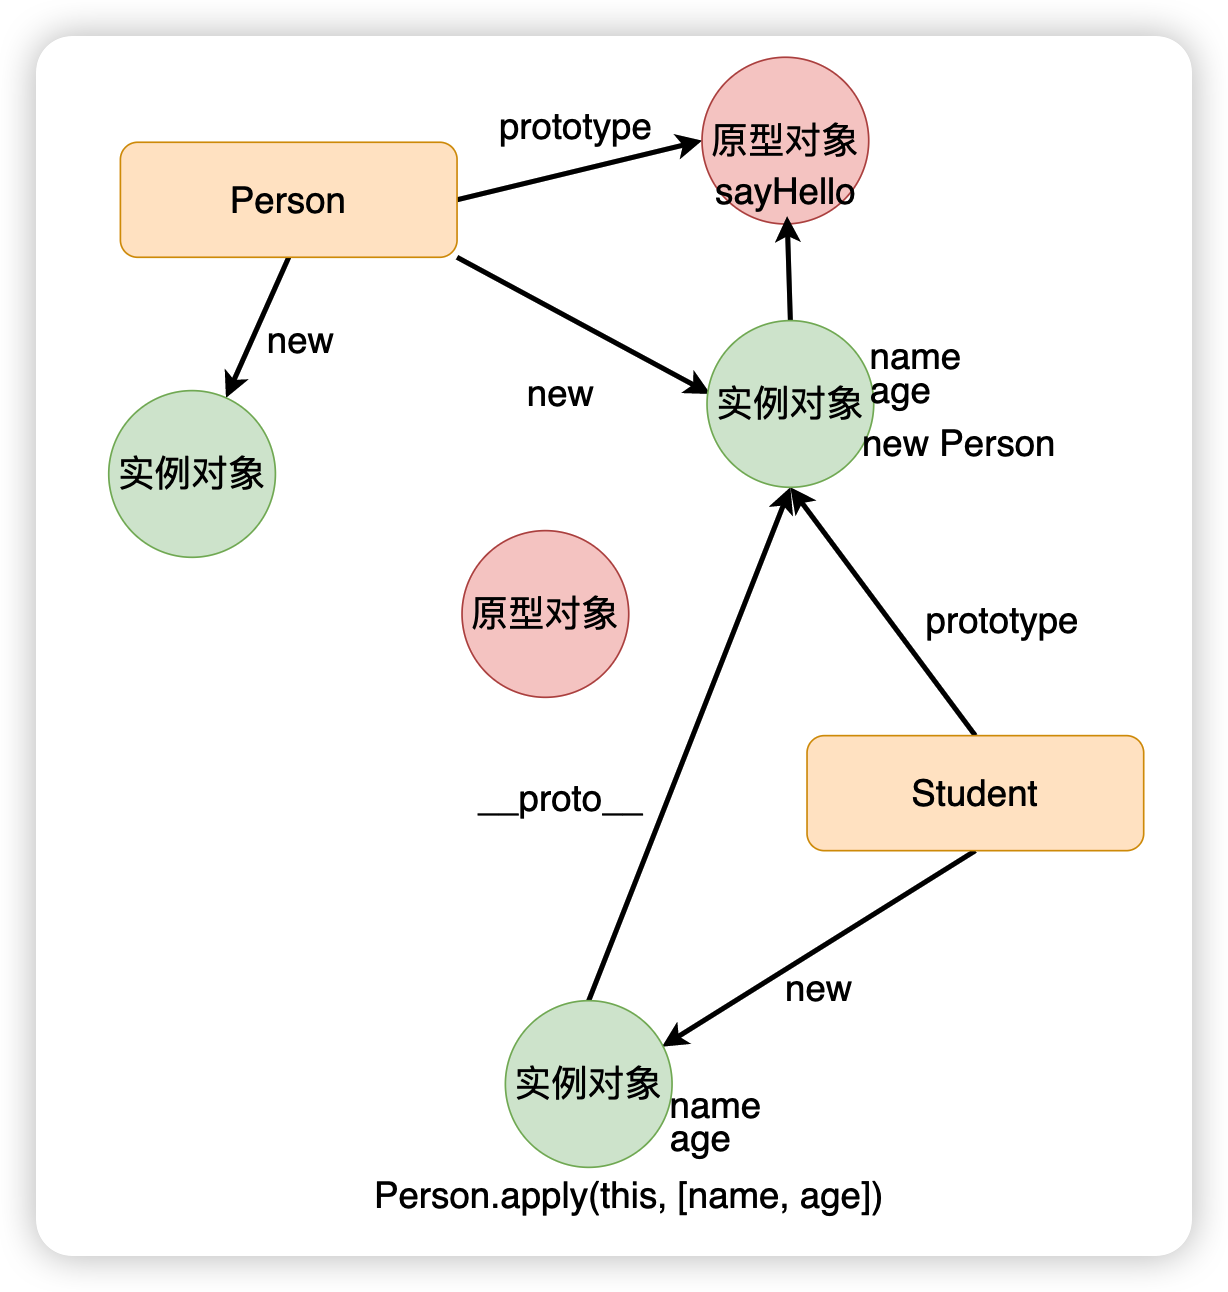 prototype
原型对象
sayHello
Person
new
new
实例对象
name
age
new Person
实例对象
原型对象
prototype
__proto__
Student
new
实例对象
name
age
Person.apply(this, [name, age])